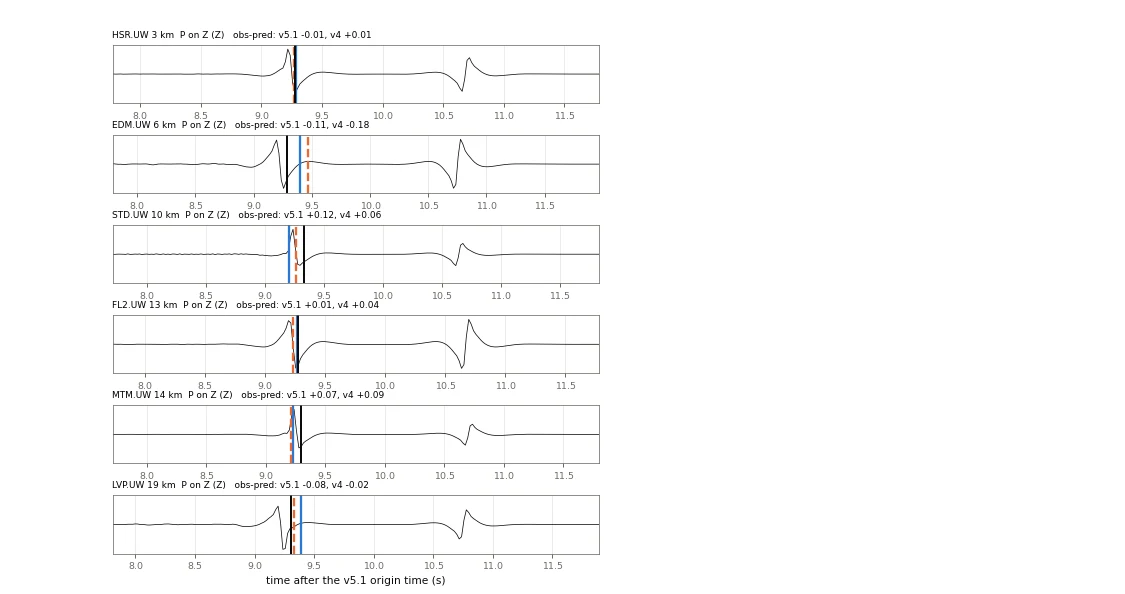 HSR.UW 3 km  P on Z (Z)   obs-pred: v5.1 -0.01, v4 +0.01
8.0 8.5 9.0 9.5 10.0 10.5 11.0 11.5
EDM.UW 6 km  P on Z (Z)   obs-pred: v5.1 -0.11, v4 -0.18
8.0 8.5 9.0 9.5 10.0 10.5 11.0 11.5
STD.UW 10 km  P on Z (Z)   obs-pred: v5.1 +0.12, v4 +0.06
8.0 8.5 9.0 9.5 10.0 10.5 11.0 11.5
FL2.UW 13 km  P on Z (Z)   obs-pred: v5.1 +0.01, v4 +0.04
8.0 8.5 9.0 9.5 10.0 10.5 11.0 11.5
MTM.UW 14 km  P on Z (Z)   obs-pred: v5.1 +0.07, v4 +0.09
8.0 8.5 9.0 9.5 10.0 10.5 11.0 11.5
LVP.UW 19 km  P on Z (Z)   obs-pred: v5.1 -0.08, v4 -0.02
8.0 8.5 9.0 9.5 10.0 10.5 11.0 11.5
time after the v5.1 origin time (s)